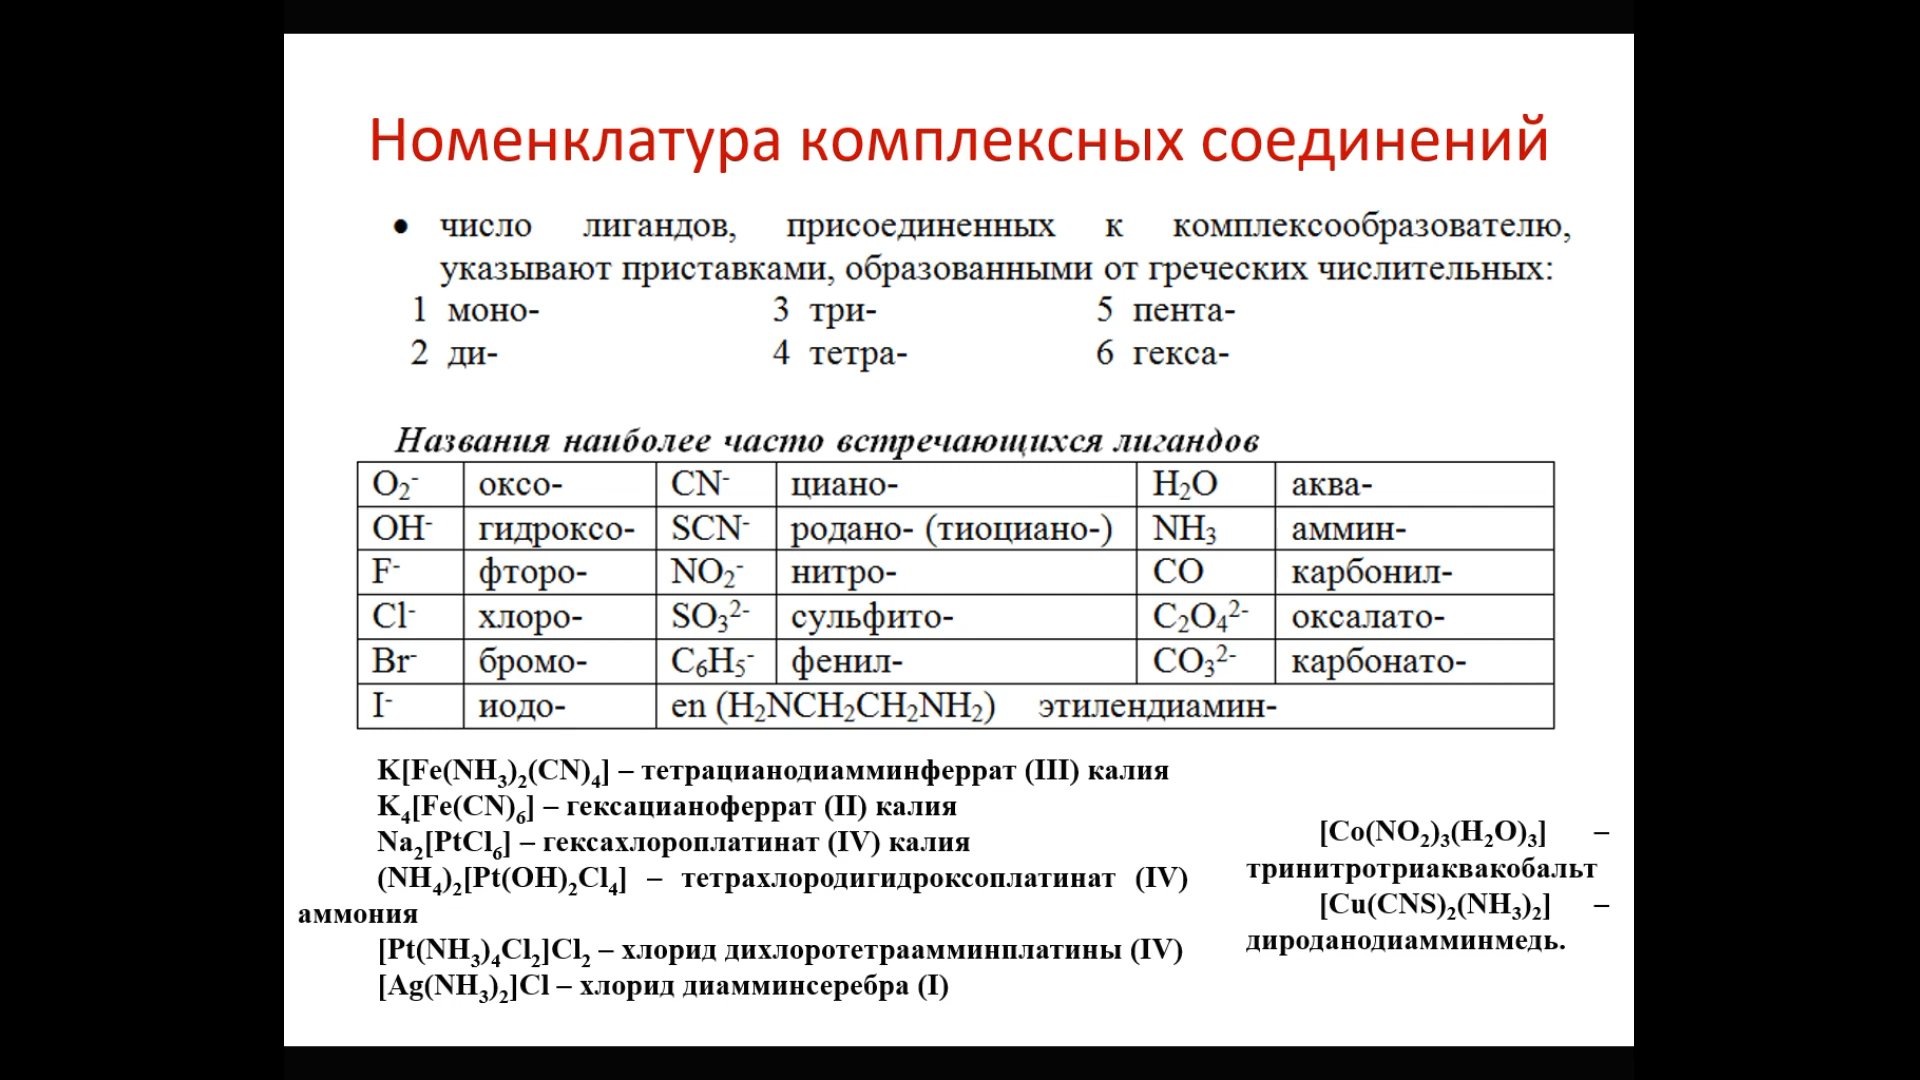 Номенклатура комплексных соединений
• число лигандов, присоединенных к комплексообразователю,
указывают приставками, образованными от греческих числительных:
1 моно- 3 три- 5 пента-
2 ди- 4 тетра- 6 гекса-
Названия наиболее часто встречающихся лигандов
O₂⁻ оксо- CN⁻ циано- H₂O аква-
OH⁻ гидроксо- SCN⁻ родано- (тиоциано-) NH₃ аммин-
F⁻ фторо- NO₂⁻ нитро- CO карбонил-
Cl⁻ хлоро- SO₃²⁻ сульфито- C₂O₄²⁻ оксалато-
Br⁻ бромо- C₆H₅⁻ фенил- CO₃²⁻ карбонато-
I⁻ иодо- en (H₂NCH₂CH₂NH₂) этилендиамин-
K[Fe(NH₃)₂(CN)₄] – тетрацианодиамминферрат (III) калия
K₄[Fe(CN)₆] – гексацианоферрат (II) калия
Na₂[PtCl₆] – гексахлороплатинат (IV) калия
(NH₄)₂[Pt(OH)₂Cl₄] – тетрахлородигидроксоплатинат (IV)
аммония
[Pt(NH₃)₄Cl₂]Cl₂ – хлорид дихлоротетраамминплатины (IV)
[Ag(NH₃)₂]Cl – хлорид диамминсеребра (I)
[Co(NO₂)₃(H₂O)₃] –
тринитротриаквакобальт
[Cu(CNS)₂(NH₃)₂] –
дироданодиамминмедь.